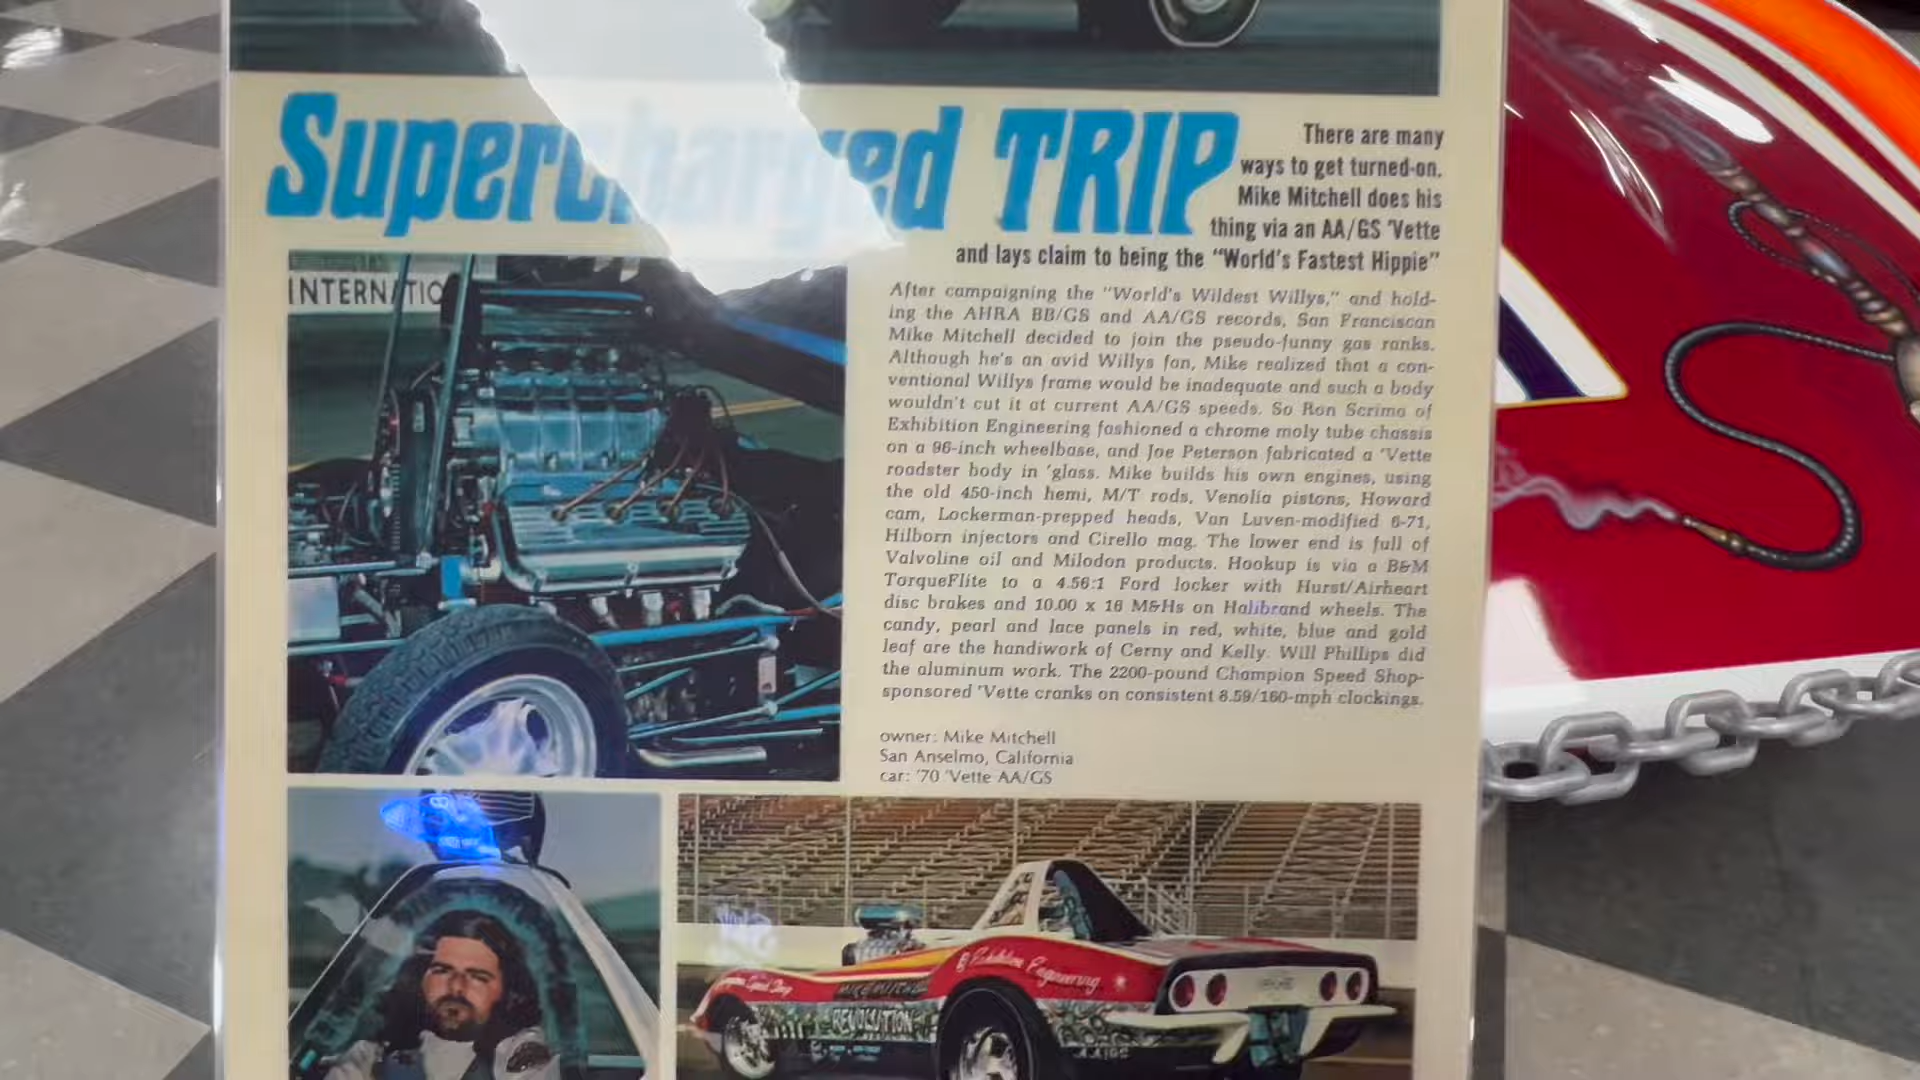 Supercharged TRIP
There are many
ways to get turned-on.
Mike Mitchell does his
thing via an AA/GS 'Vette
and lays claim to being the "World's Fastest Hippie"
INTERNATIO
After campaigning the "World's Wildest Willys," and hold-
ing the AHRA BB/GS and AA/GS records, San Franciscan
Mike Mitchell decided to join the pseudo-funny gas ranks.
Although he's an avid Willys fan, Mike realized that a con-
ventional Willys frame would be inadequate and such a body
wouldn't cut it at current AA/GS speeds. So Ron Scrima of
Exhibition Engineering fashioned a chrome moly tube chassis
on a 96-inch wheelbase, and Joe Peterson fabricated a 'Vette
roadster body in 'glass. Mike builds his own engines, using
the old 450-inch hemi, M/T rods, Venolia pistons, Howard
cam, Lockerman-prepped heads, Van Luven-modified 6-71,
Hilborn injectors and Cirello mag. The lower end is full of
Valvoline oil and Milodon products. Hookup is via a B&M
TorqueFlite to a 4.56:1 Ford locker with Hurst/Airheart
disc brakes and 10.00 x 16 M&Hs on Halibrand wheels. The
candy, pearl and lace panels in red, white, blue and gold
leaf are the handiwork of Cerny and Kelly. Will Phillips did
the aluminum work. The 2200-pound Champion Speed Shop-
sponsored 'Vette cranks on consistent 8.59/160-mph clockings.
owner: Mike Mitchell
San Anselmo, California
car: '70 'Vette AA/GS
Exhibition Engineering
Champion Speed Shop
MIKE MITCHELL
REVOLUTION
AA/GS